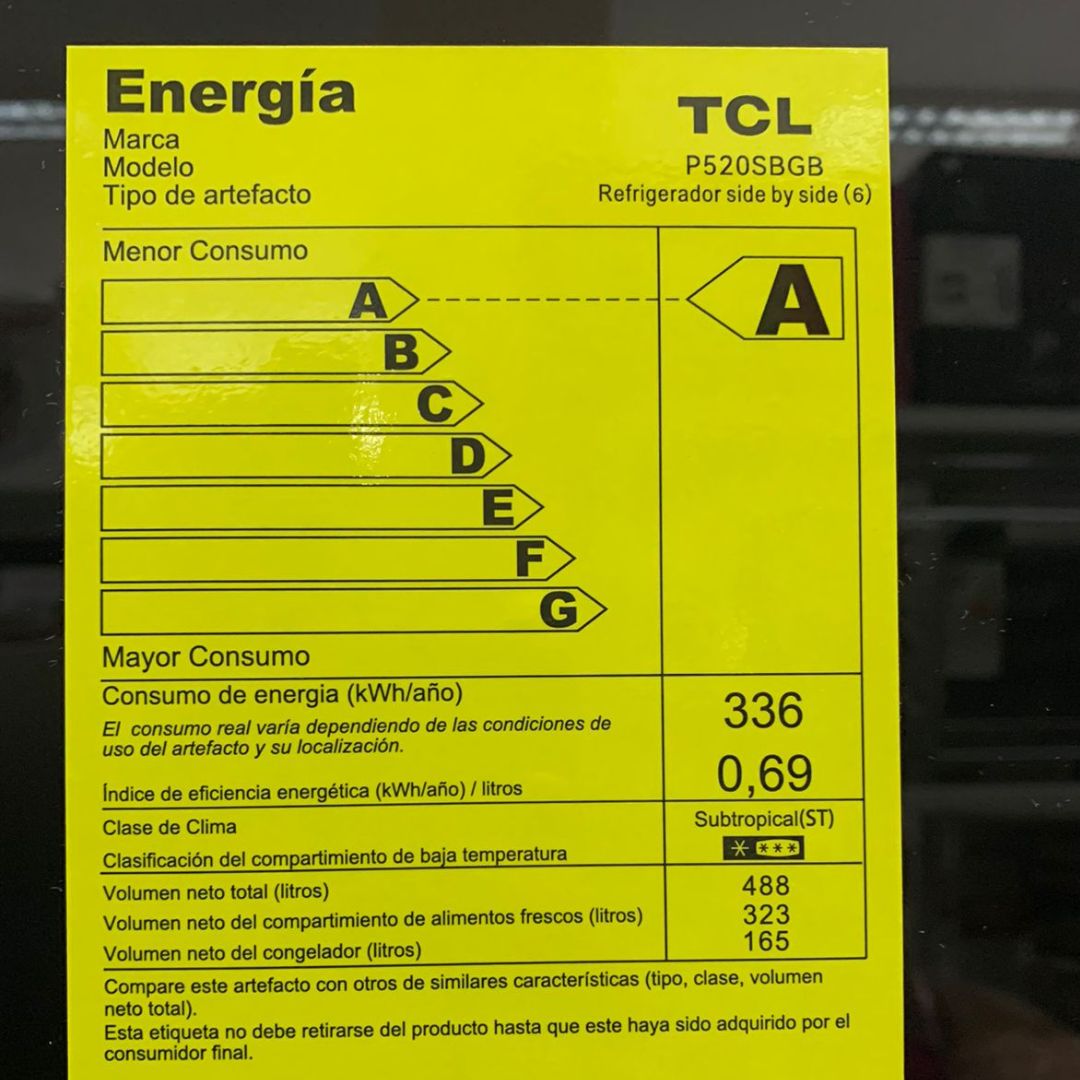 Energía
Marca
TCL
Modelo
P520SBGB
Tipo de artefacto
Refrigerador side by side (6)
Menor Consumo
A
A
B
C
D
E
F
G
Mayor Consumo
Consumo de energia (kWh/año)
336
El consumo real varía dependiendo de las condiciones de
uso del artefacto y su localización.
Índice de eficiencia energética (kWh/año) / litros
0,69
Clase de Clima
Subtropical(ST)
Clasificación del compartimiento de baja temperatura
Volumen neto total (litros)
488
Volumen neto del compartimiento de alimentos frescos (litros)
323
Volumen neto del congelador (litros)
165
Compare este artefacto con otros de similares características (tipo, clase, volumen
neto total).
Esta etiqueta no debe retirarse del producto hasta que este haya sido adquirido por el
consumidor final.